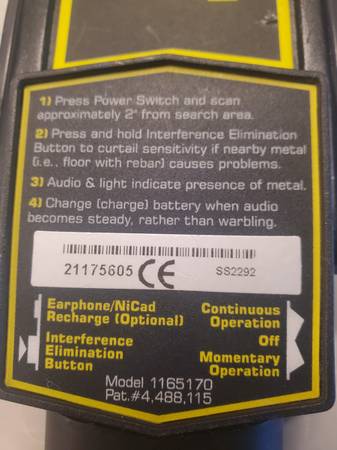 1) Press Power Switch and scan
approximately 2" from search area.
2) Press and hold Interference Elimination
Button to curtail sensitivity if nearby metal
(i.e., floor with rebar) causes problems.
3) Audio & light indicate presence of metal.
4) Change (charge) battery when audio
becomes steady, rather than warbling.
21175605 CE SS2292
Earphone/NiCad
Recharge (Optional)
Continuous
Operation
Off
Interference
Elimination
Button
Momentary
Operation
Model 1165170
Pat.#4,488,115